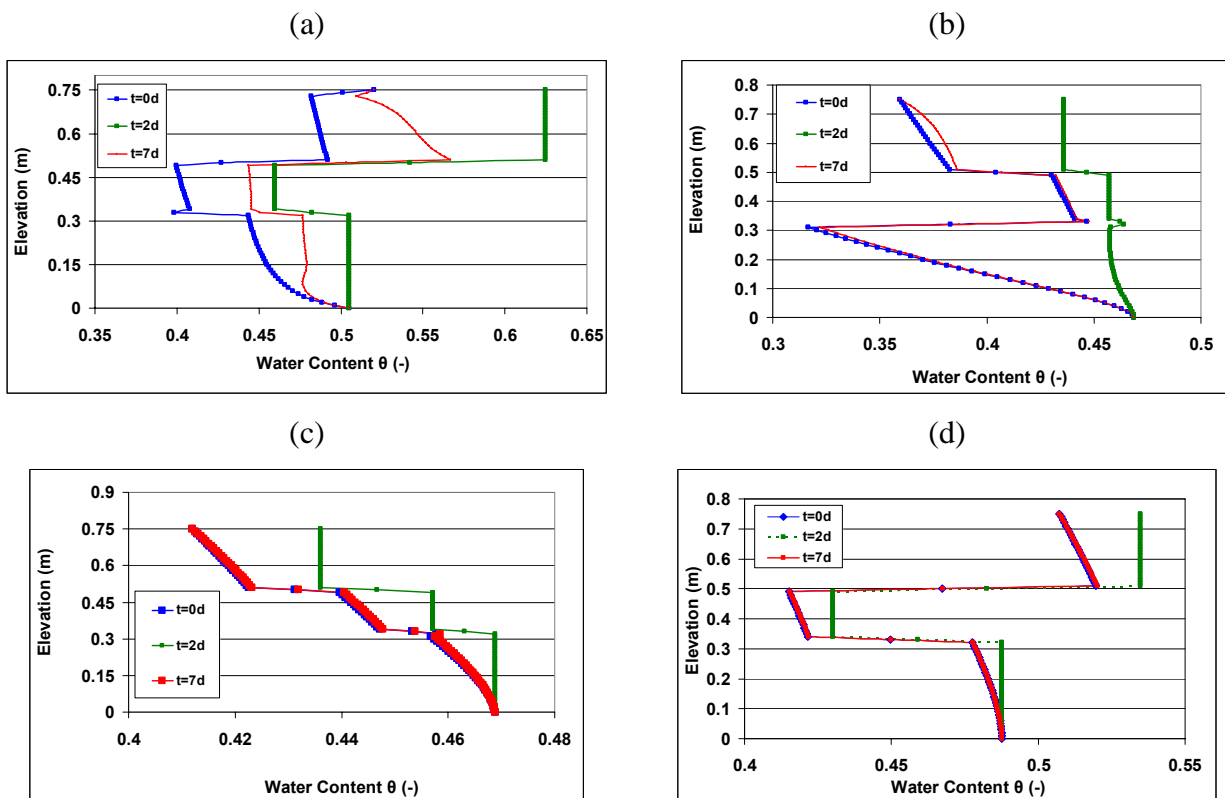 (a)
0.75
0.6
0.45
0.3
0.15
0
Elevation (m)
t=0d
t=2d
t=7d
0.35 0.4 0.45 0.5 0.55 0.6 0.65
Water Content θ (-)
(b)
0.8
0.7
0.6
0.5
0.4
0.3
0.2
0.1
0
Elevation (m)
t=0d
t=2d
t=7d
0.3 0.35 0.4 0.45 0.5
Water Content θ (-)
(c)
0.9
0.75
0.6
0.45
0.3
0.15
0
Elevation (m)
t=0d
t=2d
t=7d
0.4 0.42 0.44 0.46 0.48
Water Content θ (-)
(d)
0.8
0.7
0.6
0.5
0.4
0.3
0.2
0.1
0
Elevation (m)
t=0d
t=2d
t=7d
0.4 0.45 0.5 0.55
Water Content θ (-)